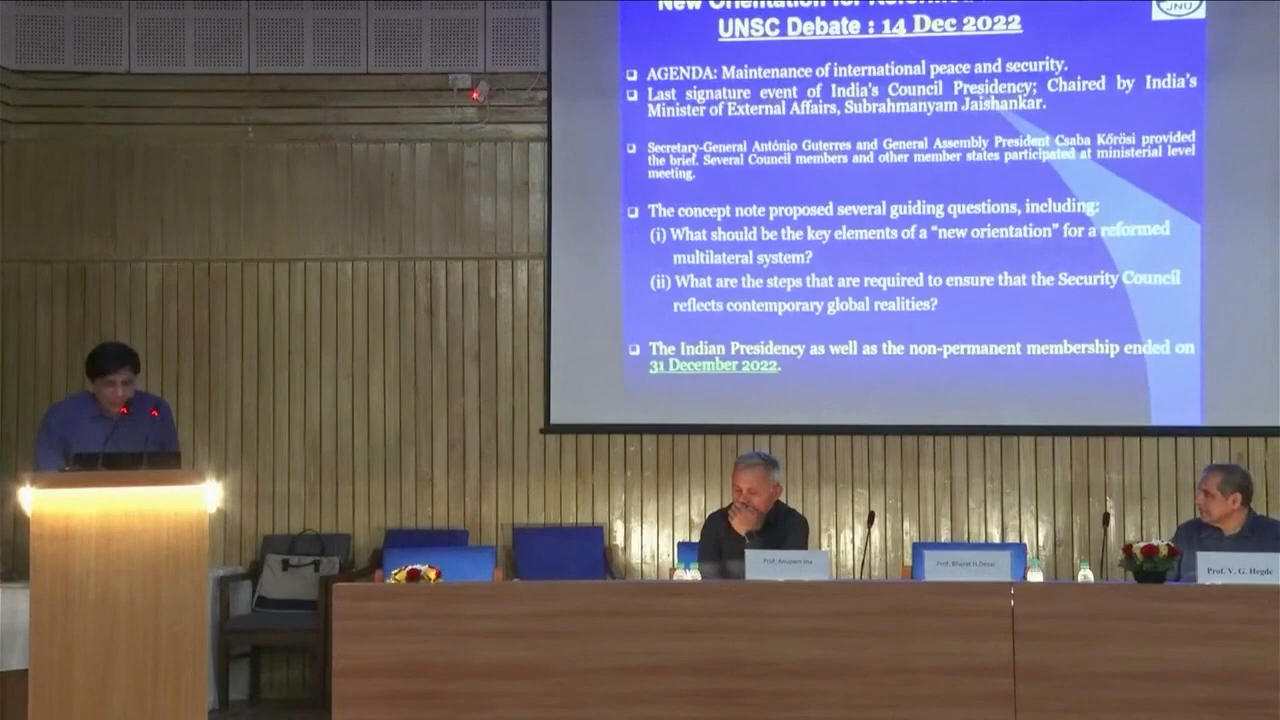 New Orientation for Reformed
JNU
UNSC Debate : 14 Dec 2022
❑ AGENDA: Maintenance of international peace and security.
❑ Last signature event of India's Council Presidency; Chaired by India's
Minister of External Affairs, Subrahmanyam Jaishankar.
❑ Secretary-General António Guterres and General Assembly President Csaba Kőrösi provided
the brief. Several Council members and other member states participated at ministerial level
meeting.
❑ The concept note proposed several guiding questions, including:
(i) What should be the key elements of a “new orientation” for a reformed
multilateral system?
(ii) What are the steps that are required to ensure that the Security Council
reflects contemporary global realities?
❑ The Indian Presidency as well as the non-permanent membership ended on
31 December 2022.
Prof. Anupam Jha
Prof. Bharat H.Desai
Prof. V. G. Hegde